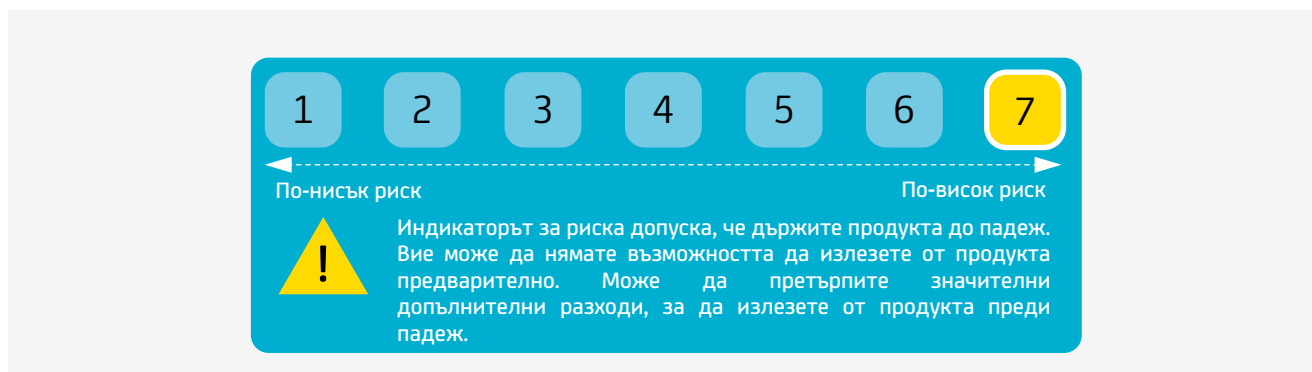 1 2 3 4 5 6 7
По-нисък риск По-висок риск
Индикаторът за риска допуска, че държите продукта до падеж.
Вие може да нямате възможността да излезете от продукта
предварително. Може да претърпите значителни
допълнителни разходи, за да излезете от продукта преди
падеж.
!